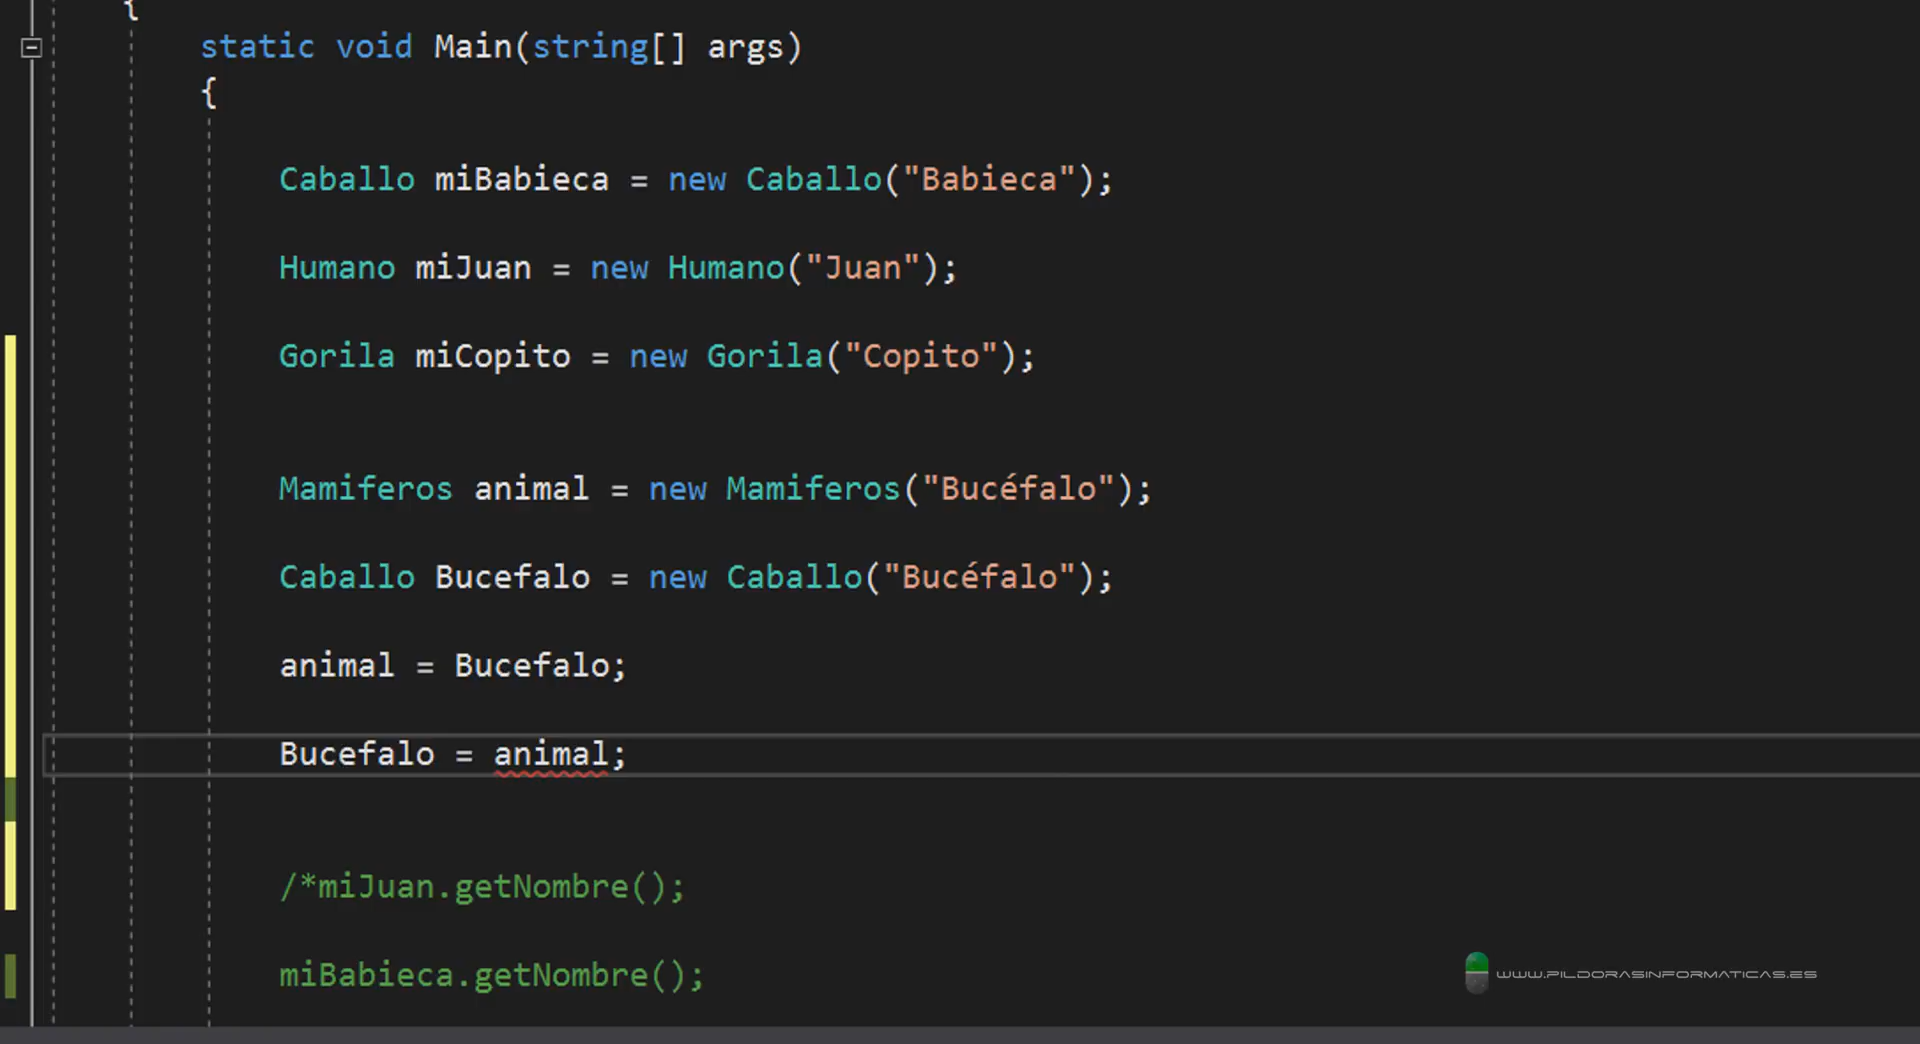 {
static void Main(string[] args)
{
Caballo miBabieca = new Caballo("Babieca");
Humano miJuan = new Humano("Juan");
Gorila miCopito = new Gorila("Copito");
Mamiferos animal = new Mamiferos("Bucéfalo");
Caballo Bucefalo = new Caballo("Bucéfalo");
animal = Bucefalo;
Bucefalo = animal;
/*miJuan.getNombre();
miBabieca.getNombre();
WWW.PILDORASINFORMATICAS.ES